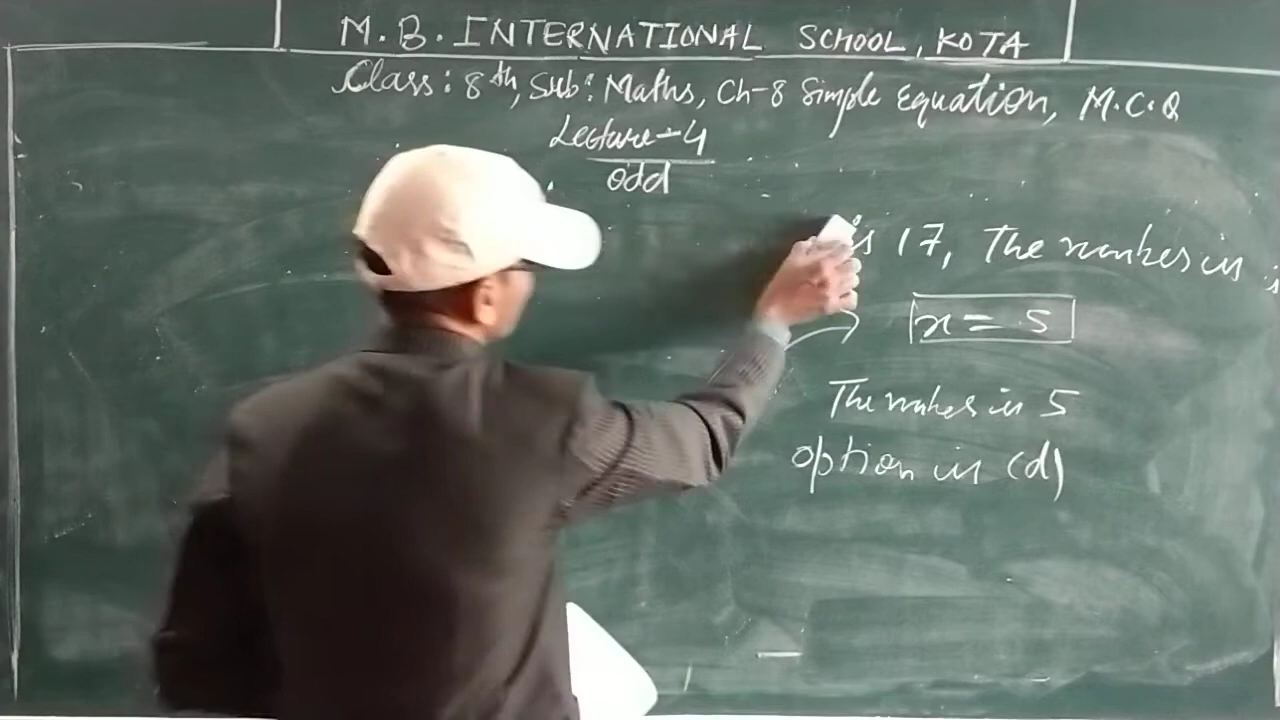 M.B. INTERNATIONAL SCHOOL, KOTA
Class: 8th, Sub: Maths, Ch-8 Simple Equation, M.C.Q
Lecture-4
odd
is 17, The number is
x = 5
The number is 5
option is (d)